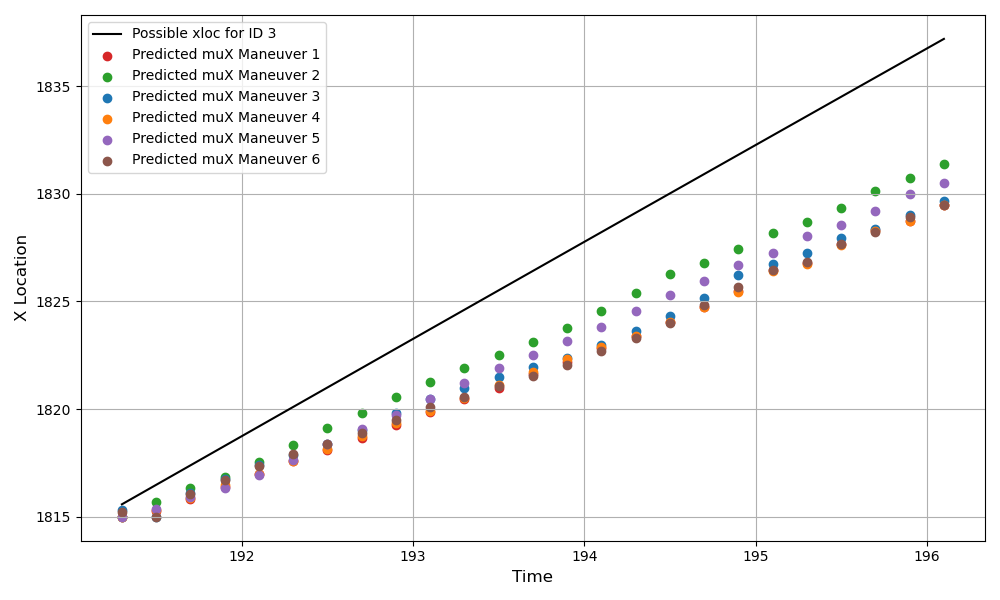 Possible xloc for ID 3
Predicted muX Maneuver 1
Predicted muX Maneuver 2
Predicted muX Maneuver 3
Predicted muX Maneuver 4
Predicted muX Maneuver 5
Predicted muX Maneuver 6
1835
1830
1825
1820
1815
X Location
192 193 194 195 196
Time